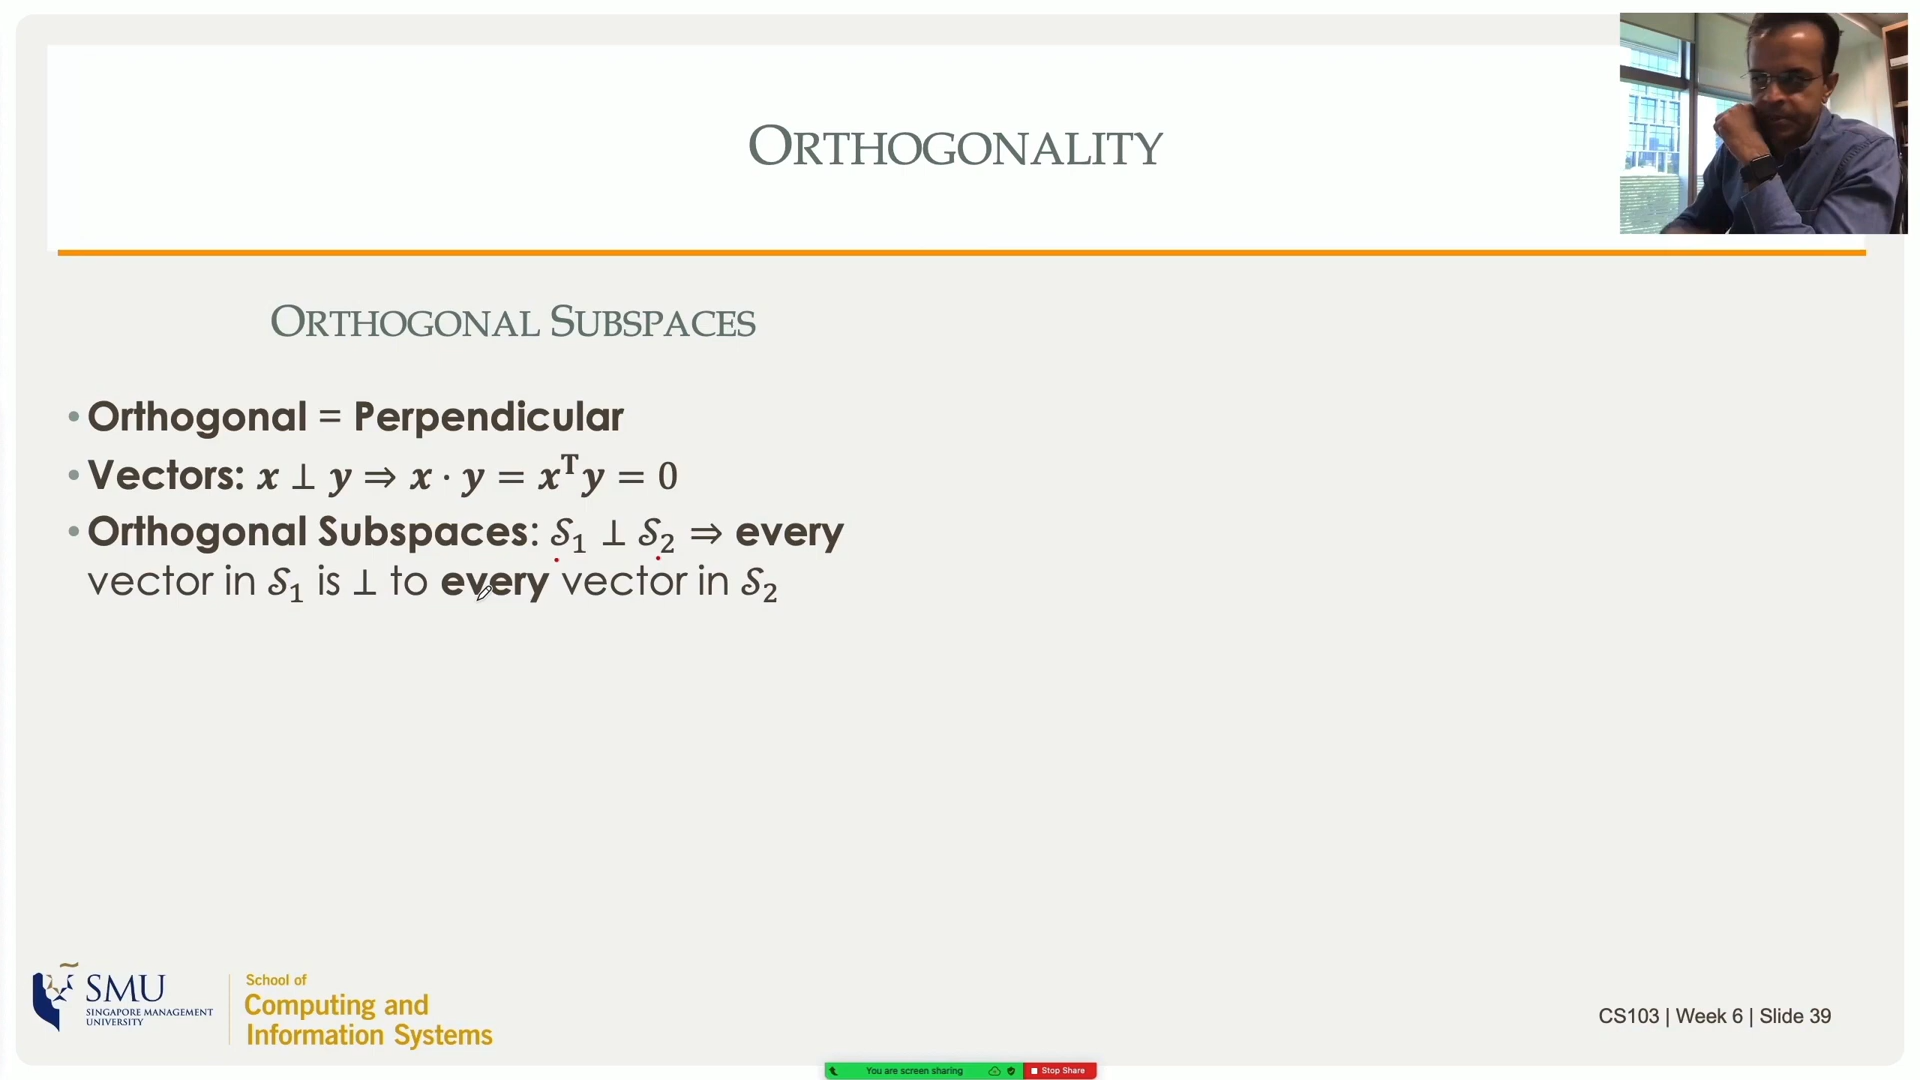 ORTHOGONALITY
ORTHOGONAL SUBSPACES
• Orthogonal = Perpendicular
• Vectors: x ⊥ y ⇒ x · y = xᵀy = 0
• Orthogonal Subspaces: 𝒮₁ ⊥ 𝒮₂ ⇒ every
vector in 𝒮₁ is ⊥ to every vector in 𝒮₂
SMU
SINGAPORE MANAGEMENT
UNIVERSITY
School of
Computing and
Information Systems
CS103 | Week 6 | Slide 39
You are screen sharing
Stop Share